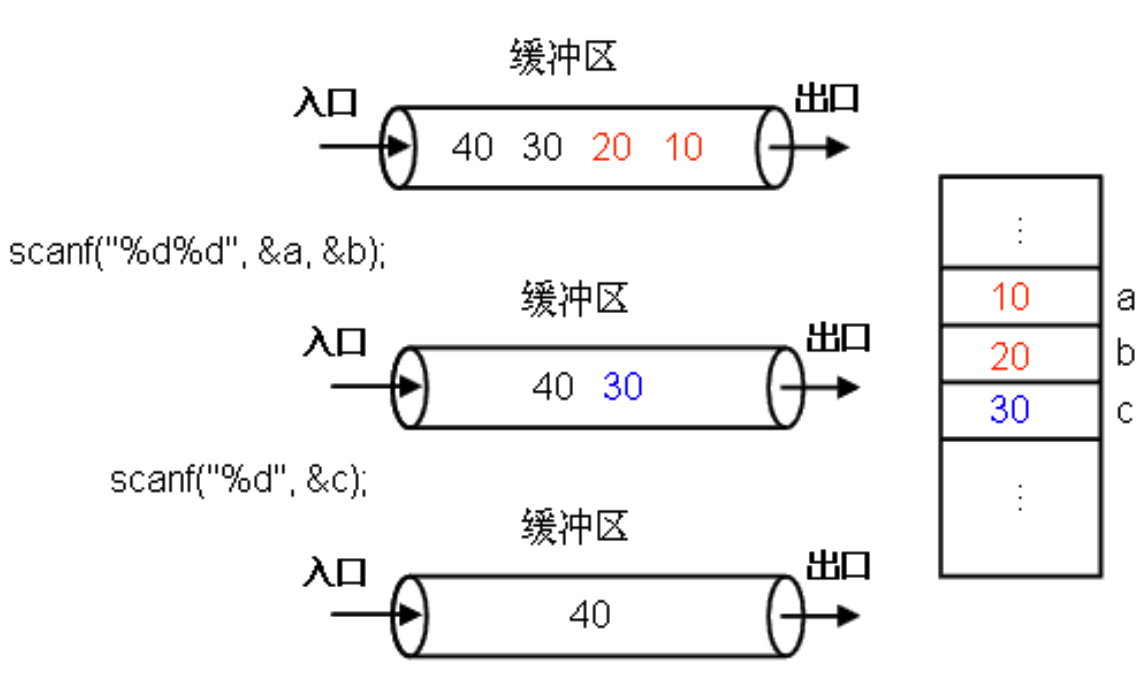 缓冲区
入口
出口
40 30 20 10
scanf("%d%d", &a, &b);
缓冲区
入口
出口
40 30
scanf("%d", &c);
缓冲区
入口
出口
40
⋮
10 a
20 b
30 c
⋮